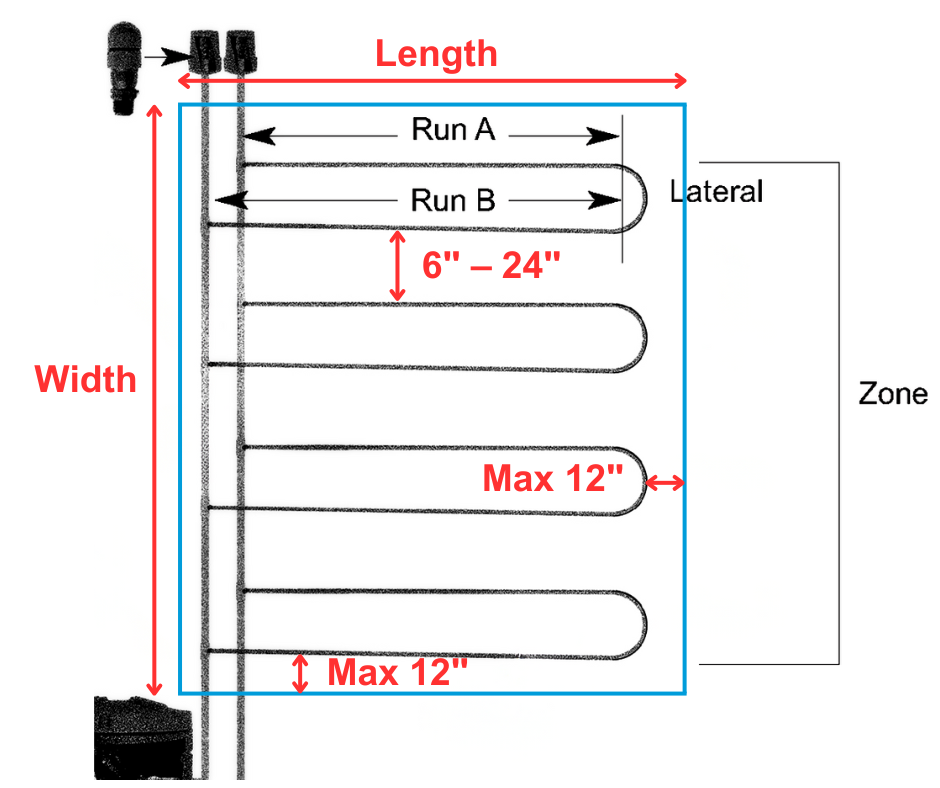 Length
Run A
Lateral
Run B
6" – 24"
Width
Zone
Max 12"
Max 12"